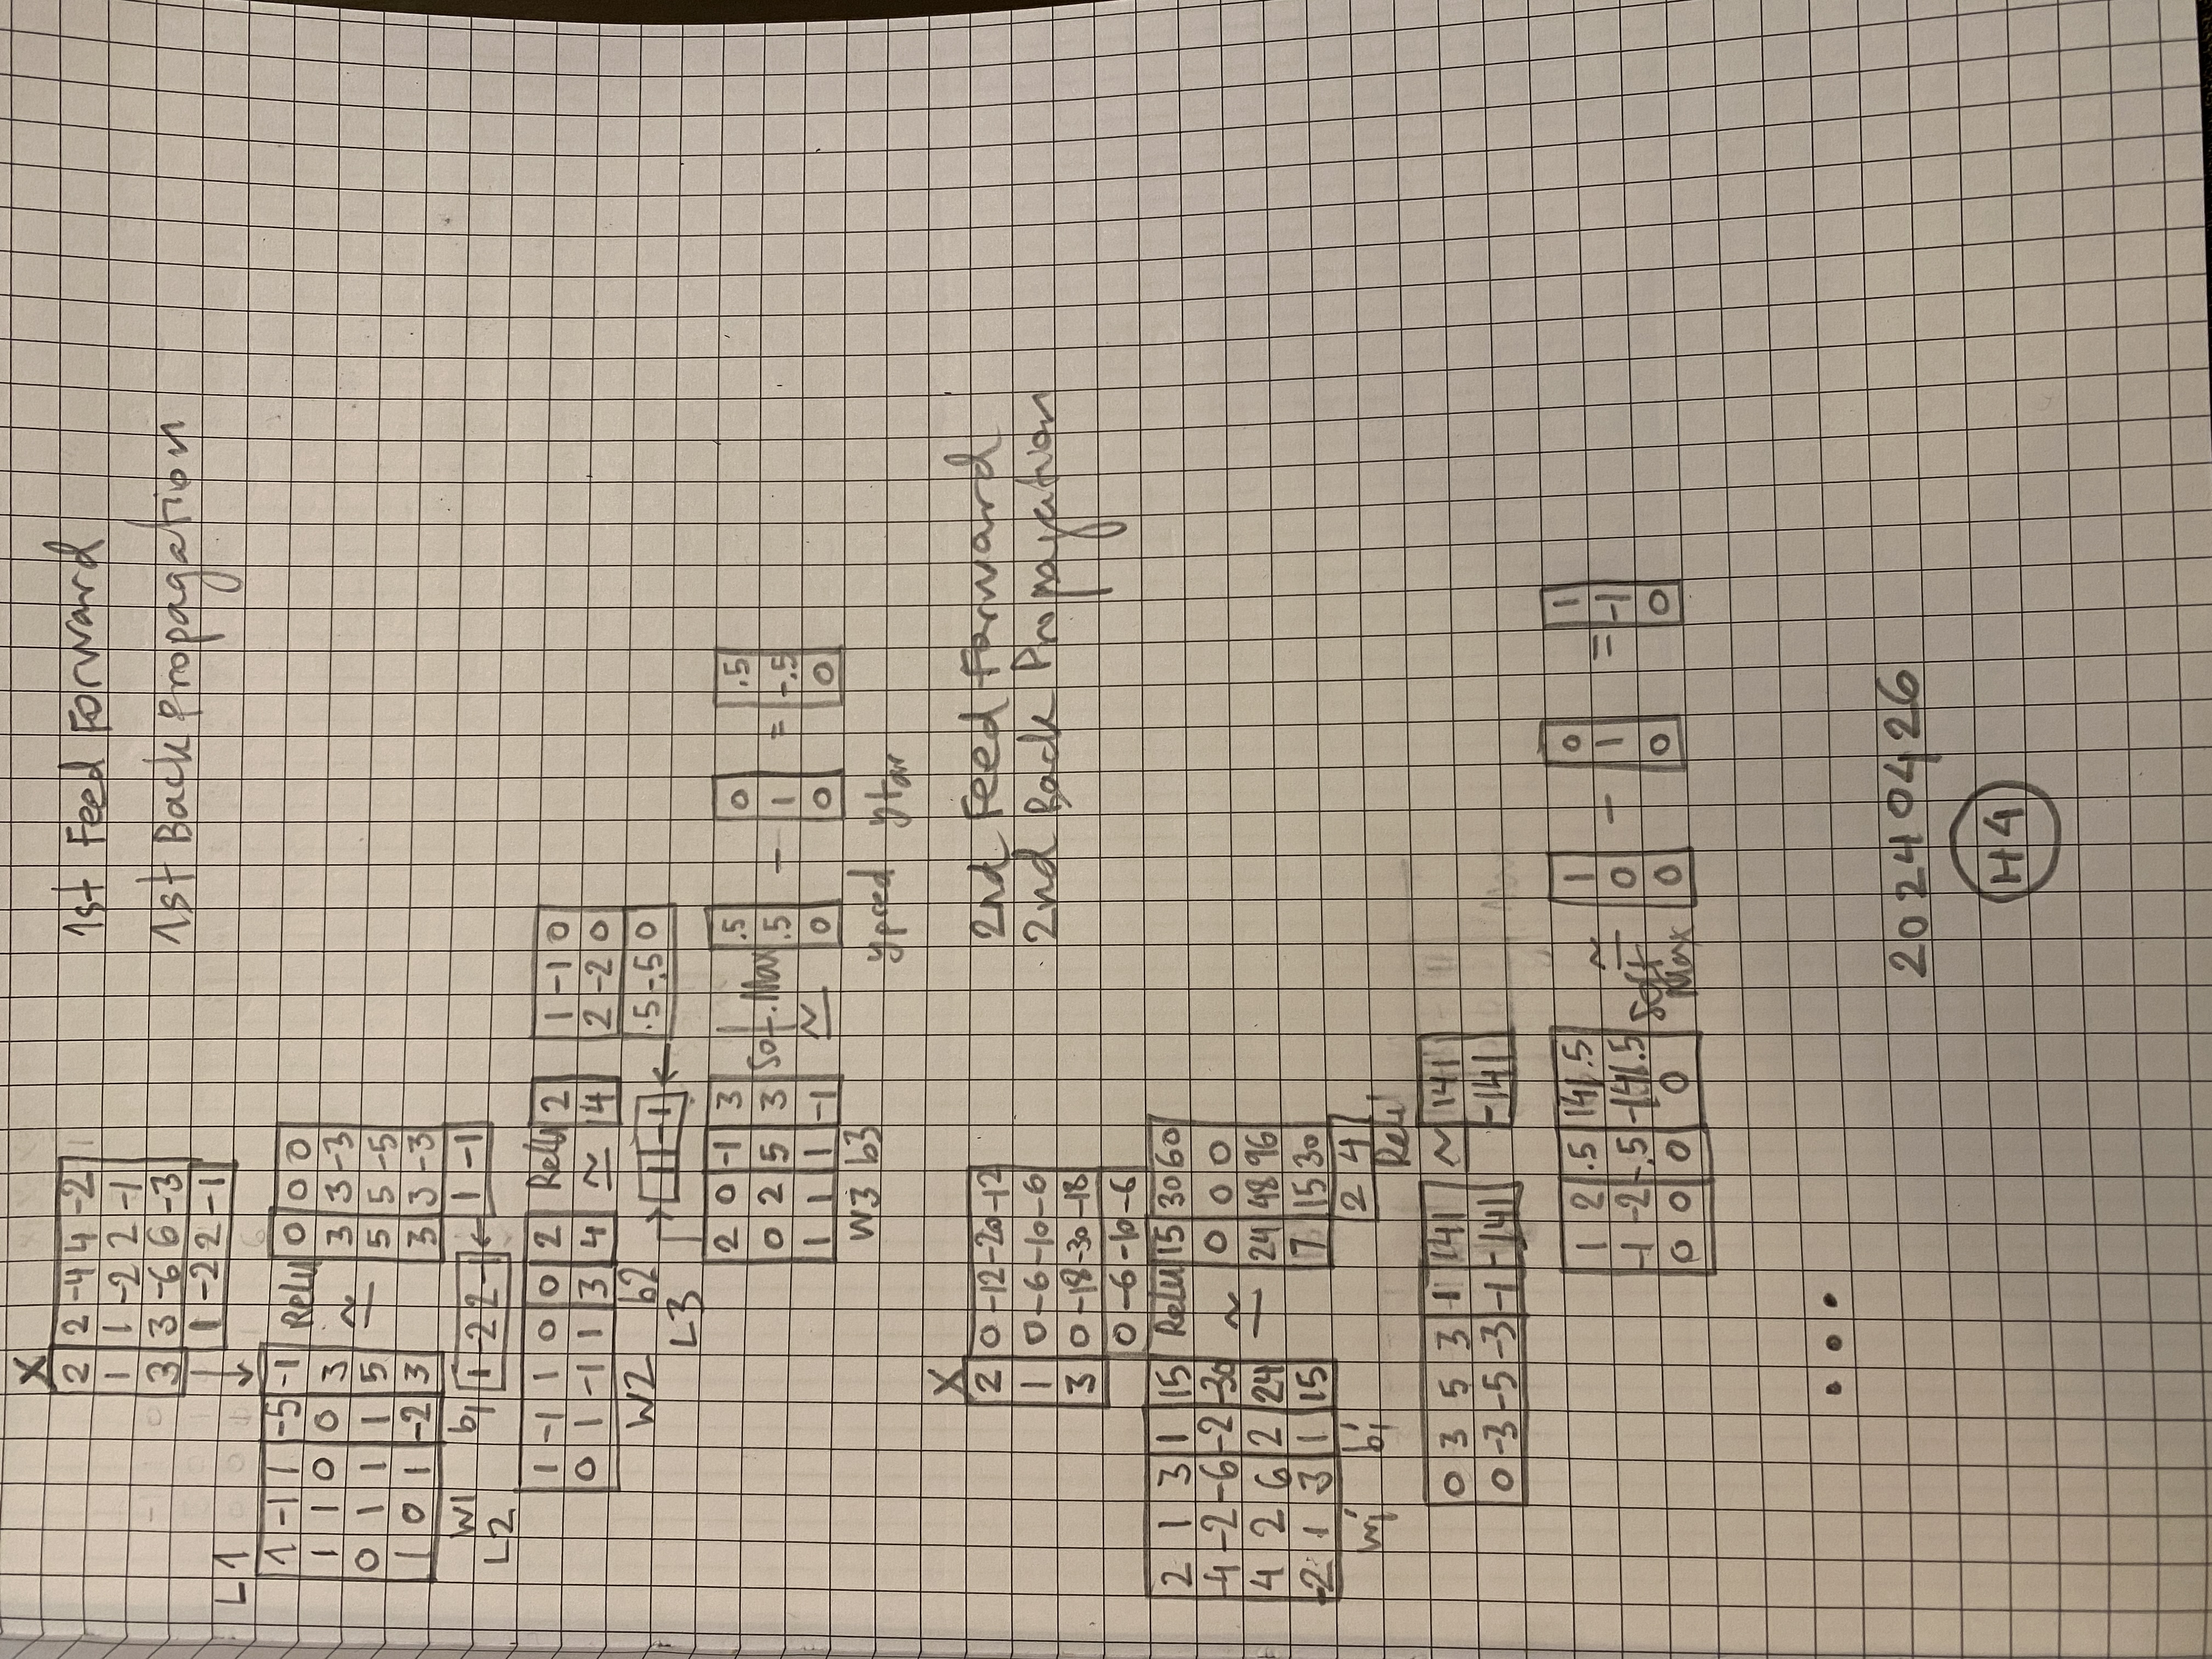 X
2 2 -4 4 -2
1 1 -2 2 -1
3 3 -6 6 -3
1 -2 2 -1
1st Feed Forward
1st Back Propagation
L1
1 -1 1 -5 -1 ReLU 0 0 0
1 1 0 0 3 ≃ 3 3 -3
0 1 1 1 5 5 5 -5
1 0 1 -2 3 3 3 -3
W1 b1 1 -2 2 -1 ← 1 -1
L2
1 -1 1 0 0 2 ReLU 2 1 -1 0
0 1 -1 1 3 4 ≃ 4 2 -2 0
W2 b2 → 1 -1 ← .5 -.5 0
L3
2 0 -1 3 Soft.Max .5 0 .5
0 2 5 3 ≃ .5 - 1 = -.5
1 1 1 -1 0 0 0
W3 b3 ypred ytar
X
2 0 -12 -20 -12
1 0 -6 -10 -6
3 0 -18 -30 -18
0 -6 -10 -6
2nd Feed Forward
2nd Back Propagation
2 1 3 1 15 ReLU 15 30 60
-4 -2 -6 -2 -30 ≃ 0 0 0
4 2 6 2 24 24 48 96
-2 1 3 1 15 7 15 30
W1' b1' 2 4
ReLU
0 3 5 3 1 141 ≃ 141
0 -3 -5 -3 -1 -141 -141
1 2 .5 141.5 ≃ 1 0 1
-1 -2 -.5 -141.5 Soft 0 - 1 = -1
0 0 0 0 Max 0 0 0
...
20240426
H4